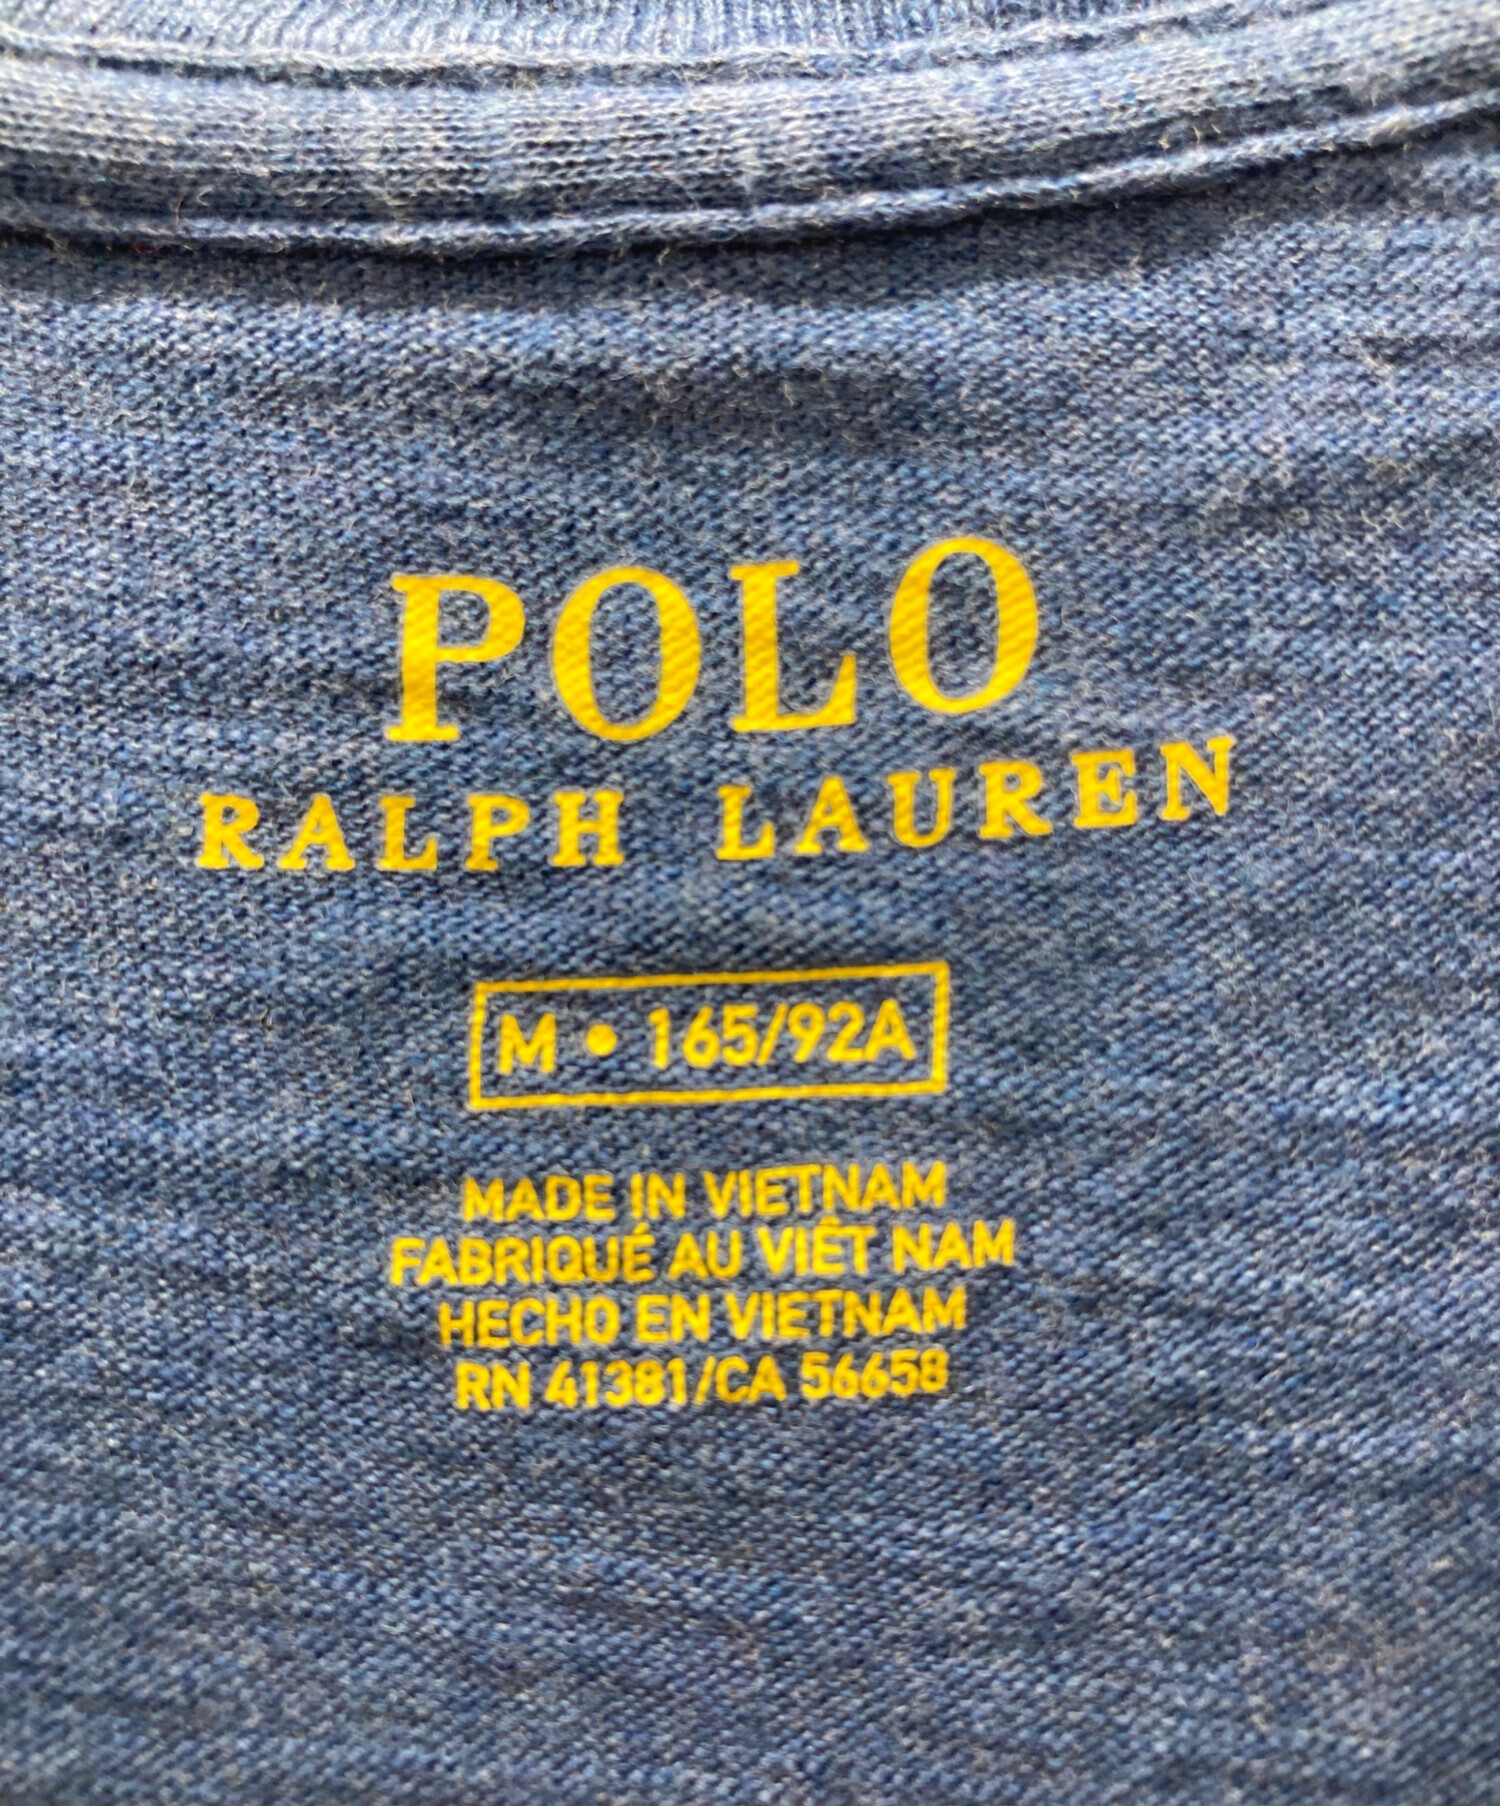 POLO
RALPH LAUREN
M • 165/92A
MADE IN VIETNAM
FABRIQUÉ AU VIÊT NAM
HECHO EN VIETNAM
RN 41381/CA 56658